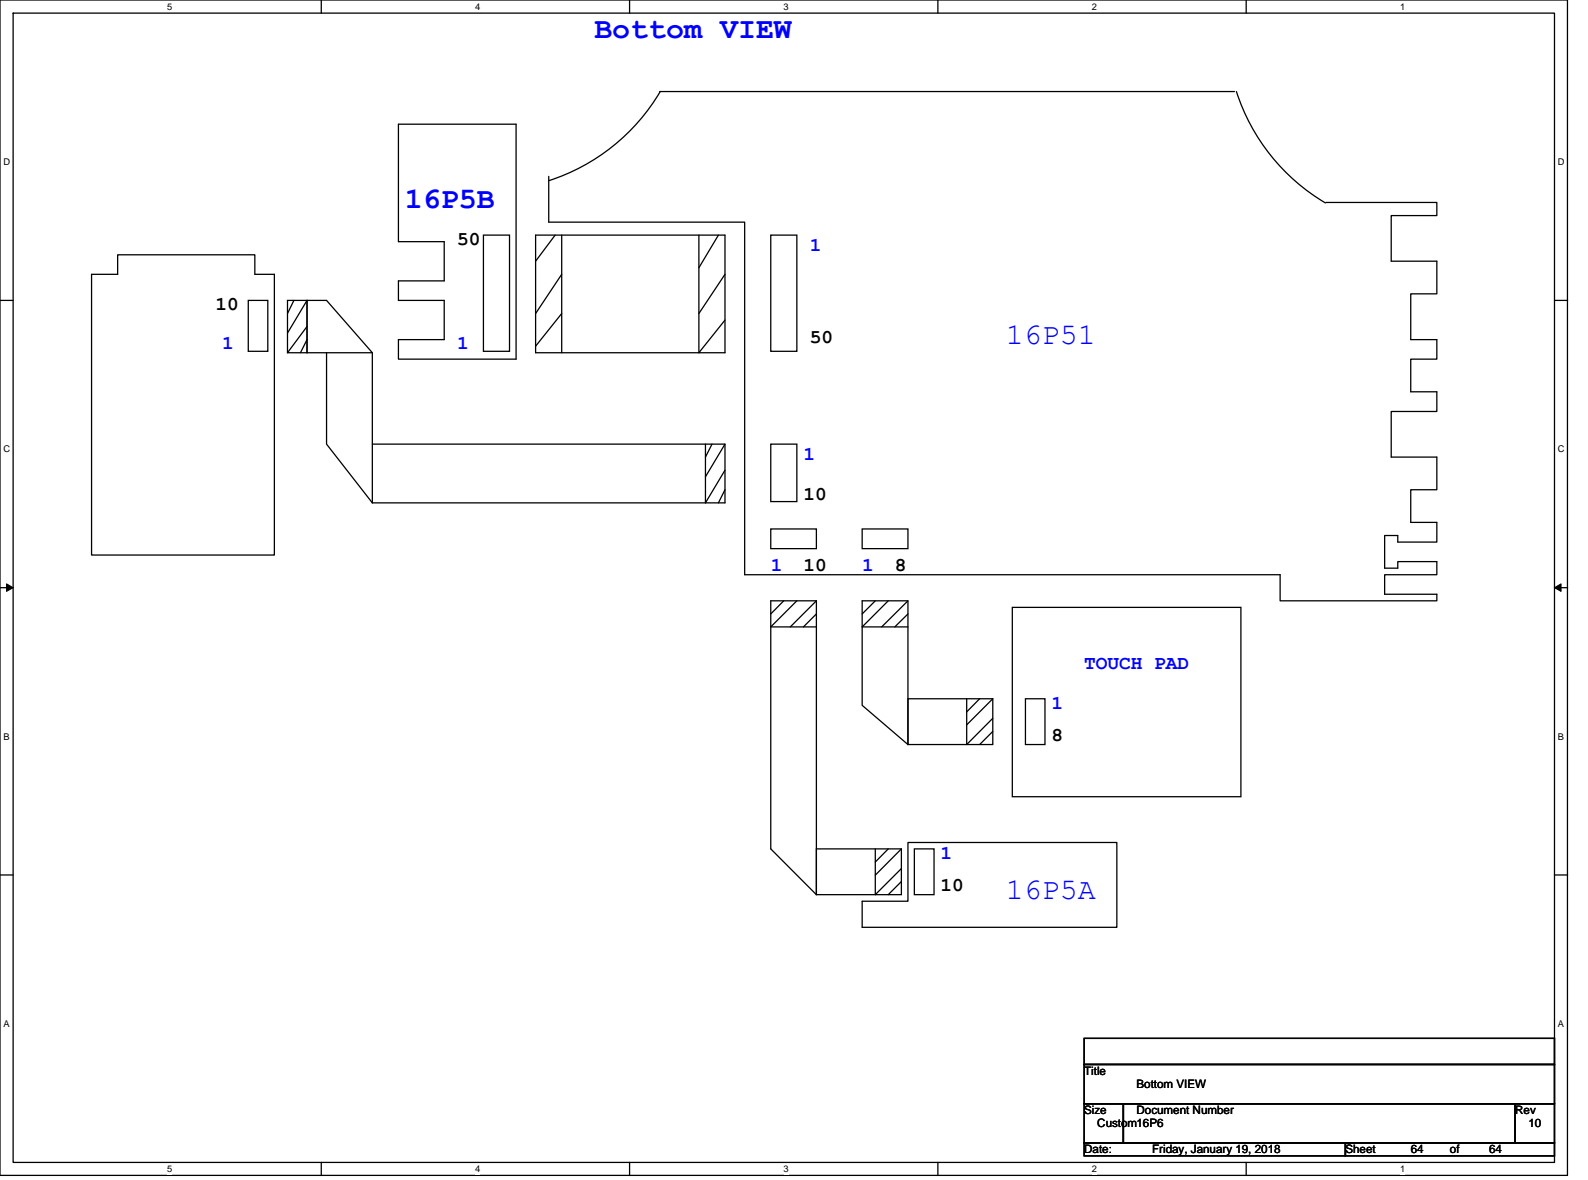 5 4 3 2 1
Bottom VIEW
D D
16P5B
50
1
10
1
1
50
16P51
C C
1
10
1 10 1 8
TOUCH PAD
1
8
B B
1
10
16P5A
A A
Title
Bottom VIEW
Size Document Number Rev
Custom 16P6 10
Date: Friday, January 19, 2018 Sheet 64 of 64
5 4 3 2 1